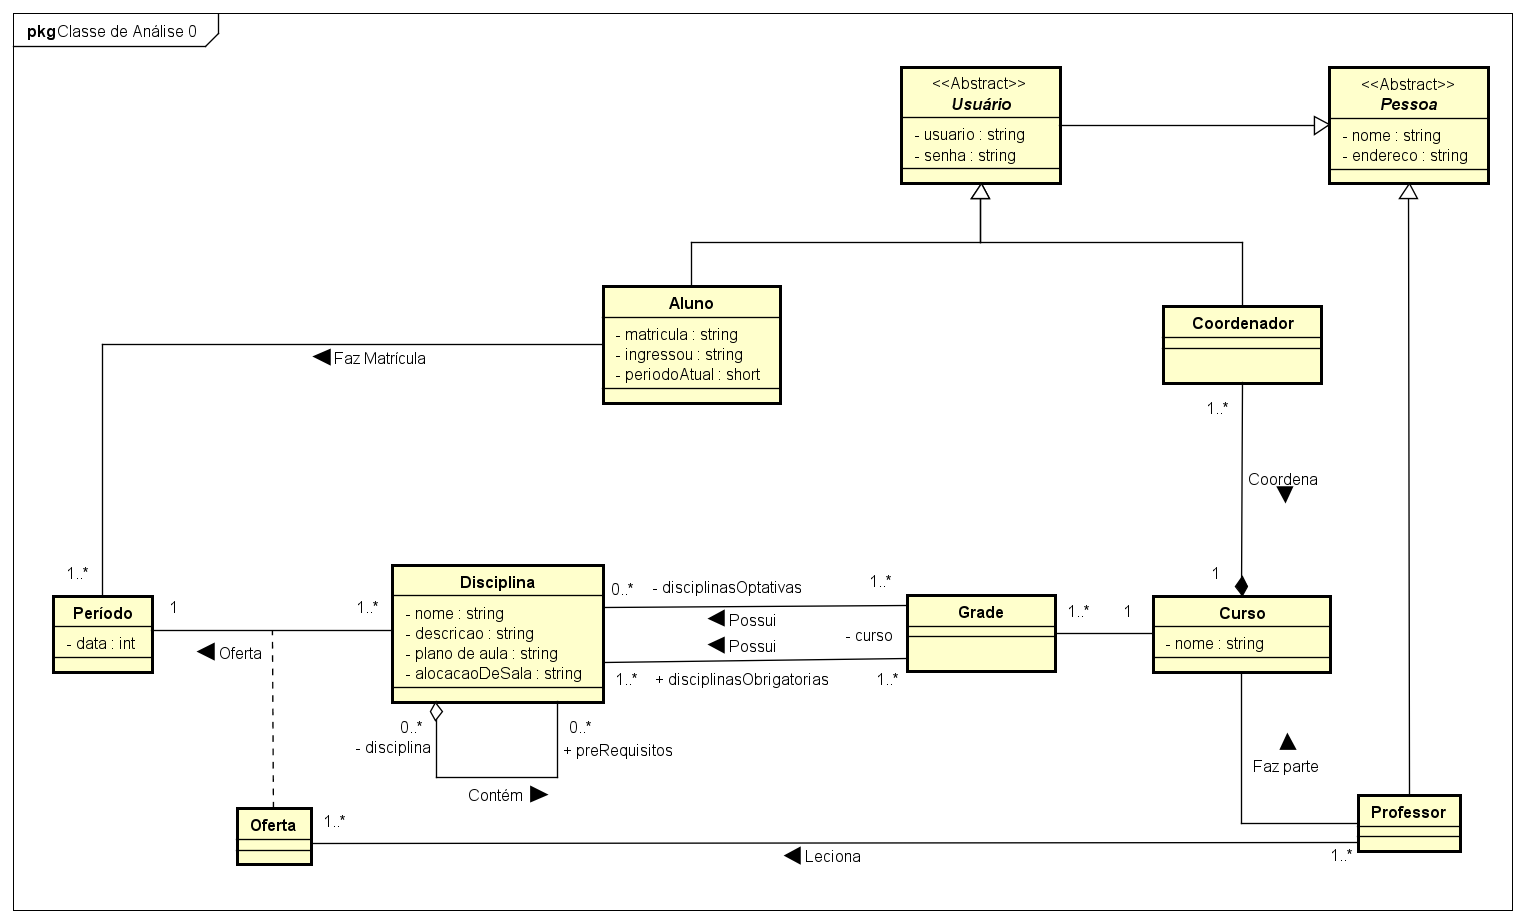 pkg Classe de Análise 0
<<Abstract>>
Usuário
- usuario : string
- senha : string
<<Abstract>>
Pessoa
- nome : string
- endereco : string
Aluno
- matricula : string
- ingressou : string
- periodoAtual : short
Coordenador
Faz Matrícula
1..*
Coordena
1..*
1
Período
- data : int
1
1..*
Oferta
Disciplina
- nome : string
- descricao : string
- plano de aula : string
- alocacaoDeSala : string
0..*
- disciplinasOptativas
1..*
Possui
Possui
- curso
1..*
+ disciplinasObrigatorias
1..*
Grade
1..*
1
Curso
- nome : string
0..*
- disciplina
0..*
+ preRequisitos
Contém
Faz parte
Oferta
1..*
Professor
Leciona
1..*